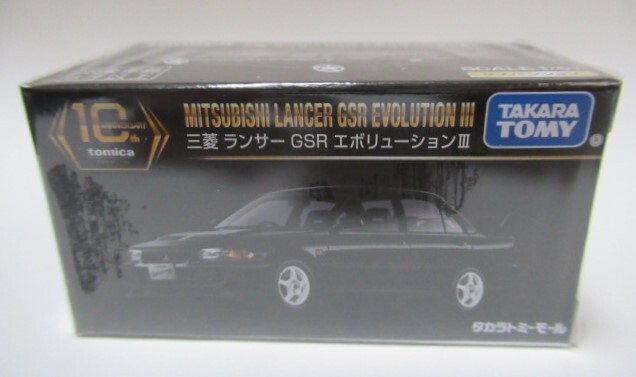 MITSUBISHI LANCER GSR EVOLUTION III
三菱 ランサー GSR エボリューションⅢ
10th
ANNIVERSARY
tomica
TAKARA
TOMY
タカラトミーモール